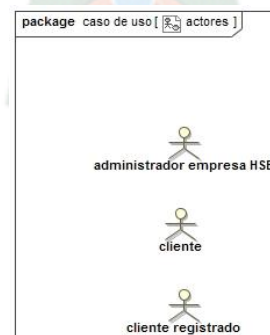 package caso de uso [ actores ]
administrador empresa HSE
cliente
cliente registrado